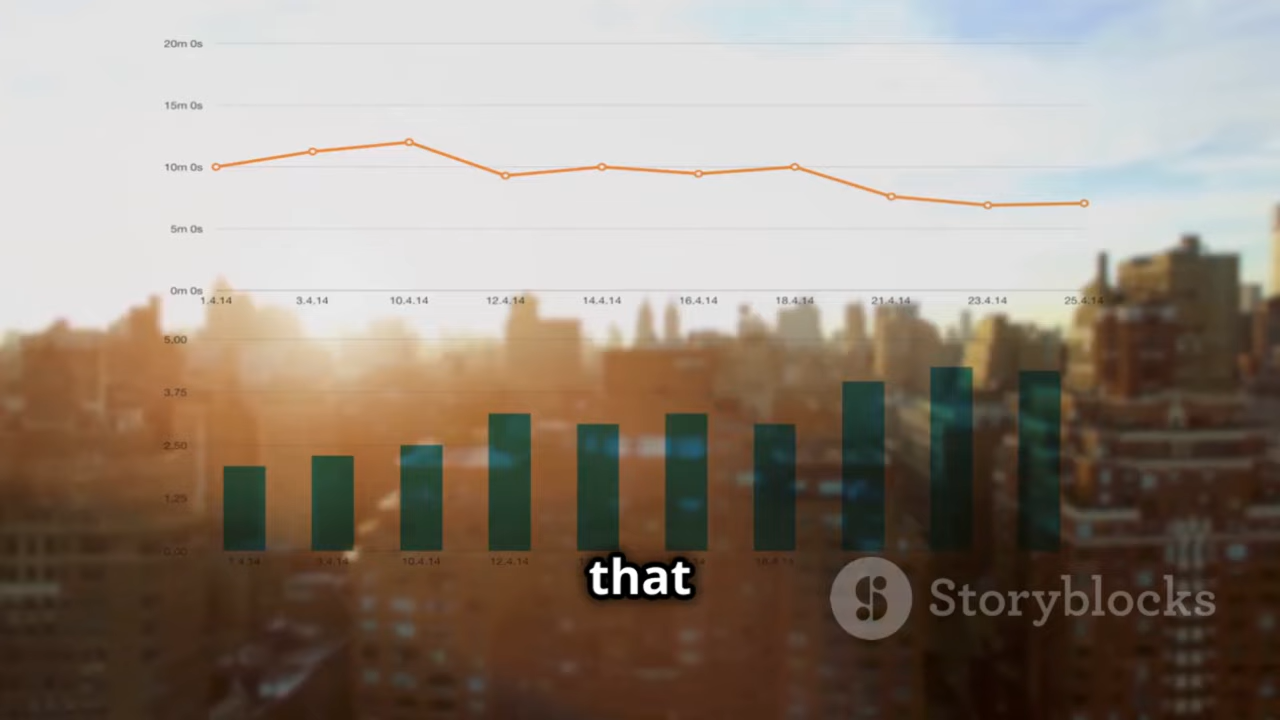 20m 0s
15m 0s
10m 0s
5m 0s
0m 0s
1.4.14 3.4.14 10.4.14 12.4.14 14.4.14 16.4.14 18.4.14 21.4.14 23.4.14 25.4.14
5,00
3,75
2,50
1,25
0,00
1.4.14 3.4.14 10.4.14 12.4.14 18.4.14
that
Storyblocks